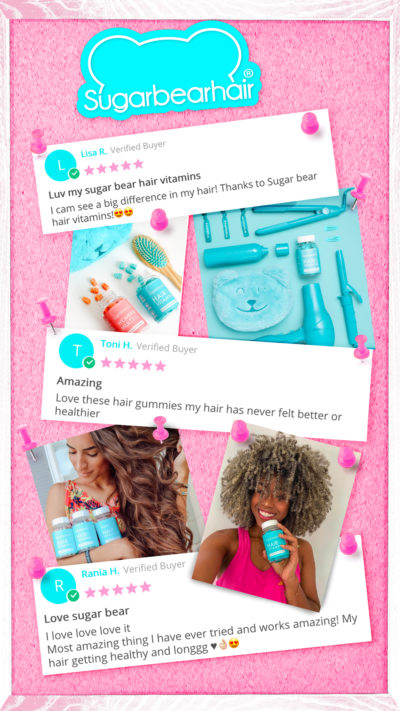 Sugarbearhair®
L
Lisa R. Verified Buyer
Luv my sugar bear hair vitamins
I cam see a big difference in my hair! Thanks to Sugar bear
hair vitamins!😍😍
HAIR
T
Toni H. Verified Buyer
Amazing
Love these hair gummies my hair has never felt better or
healthier
HAIR
R
Rania H. Verified Buyer
Love sugar bear
I love love love it
Most amazing thing I have ever tried and works amazing! My
hair getting healthy and longgg ♥👌🏻😍